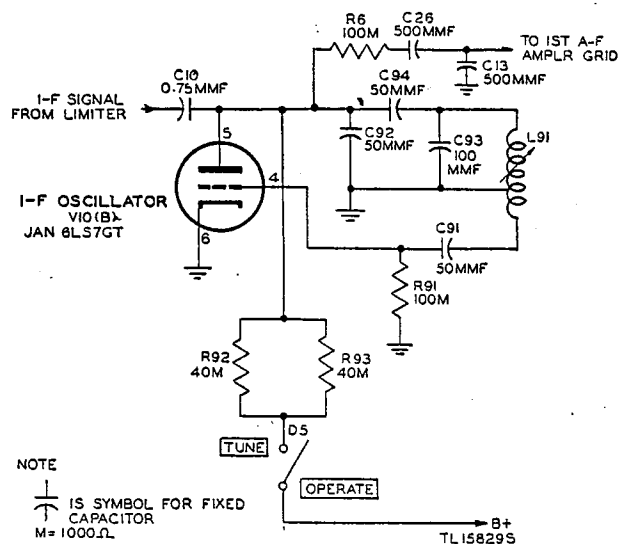 R6
100M
C26
500MMF
TO 1ST A-F
AMPLR GRID
C13
500MMF
C10
0.75MMF
C94
50MMF
I-F SIGNAL
FROM LIMITER
5
C92
50MMF
C93
100
MMF
L91
4
I-F OSCILLATOR
V10(B)
JAN 6LS7GT
6
C91
50MMF
R91
100M
R92
40M
R93
40M
D5
TUNE
OPERATE
NOTE
IS SYMBOL FOR FIXED
CAPACITOR
M=1000Ω
B+
TL15829S